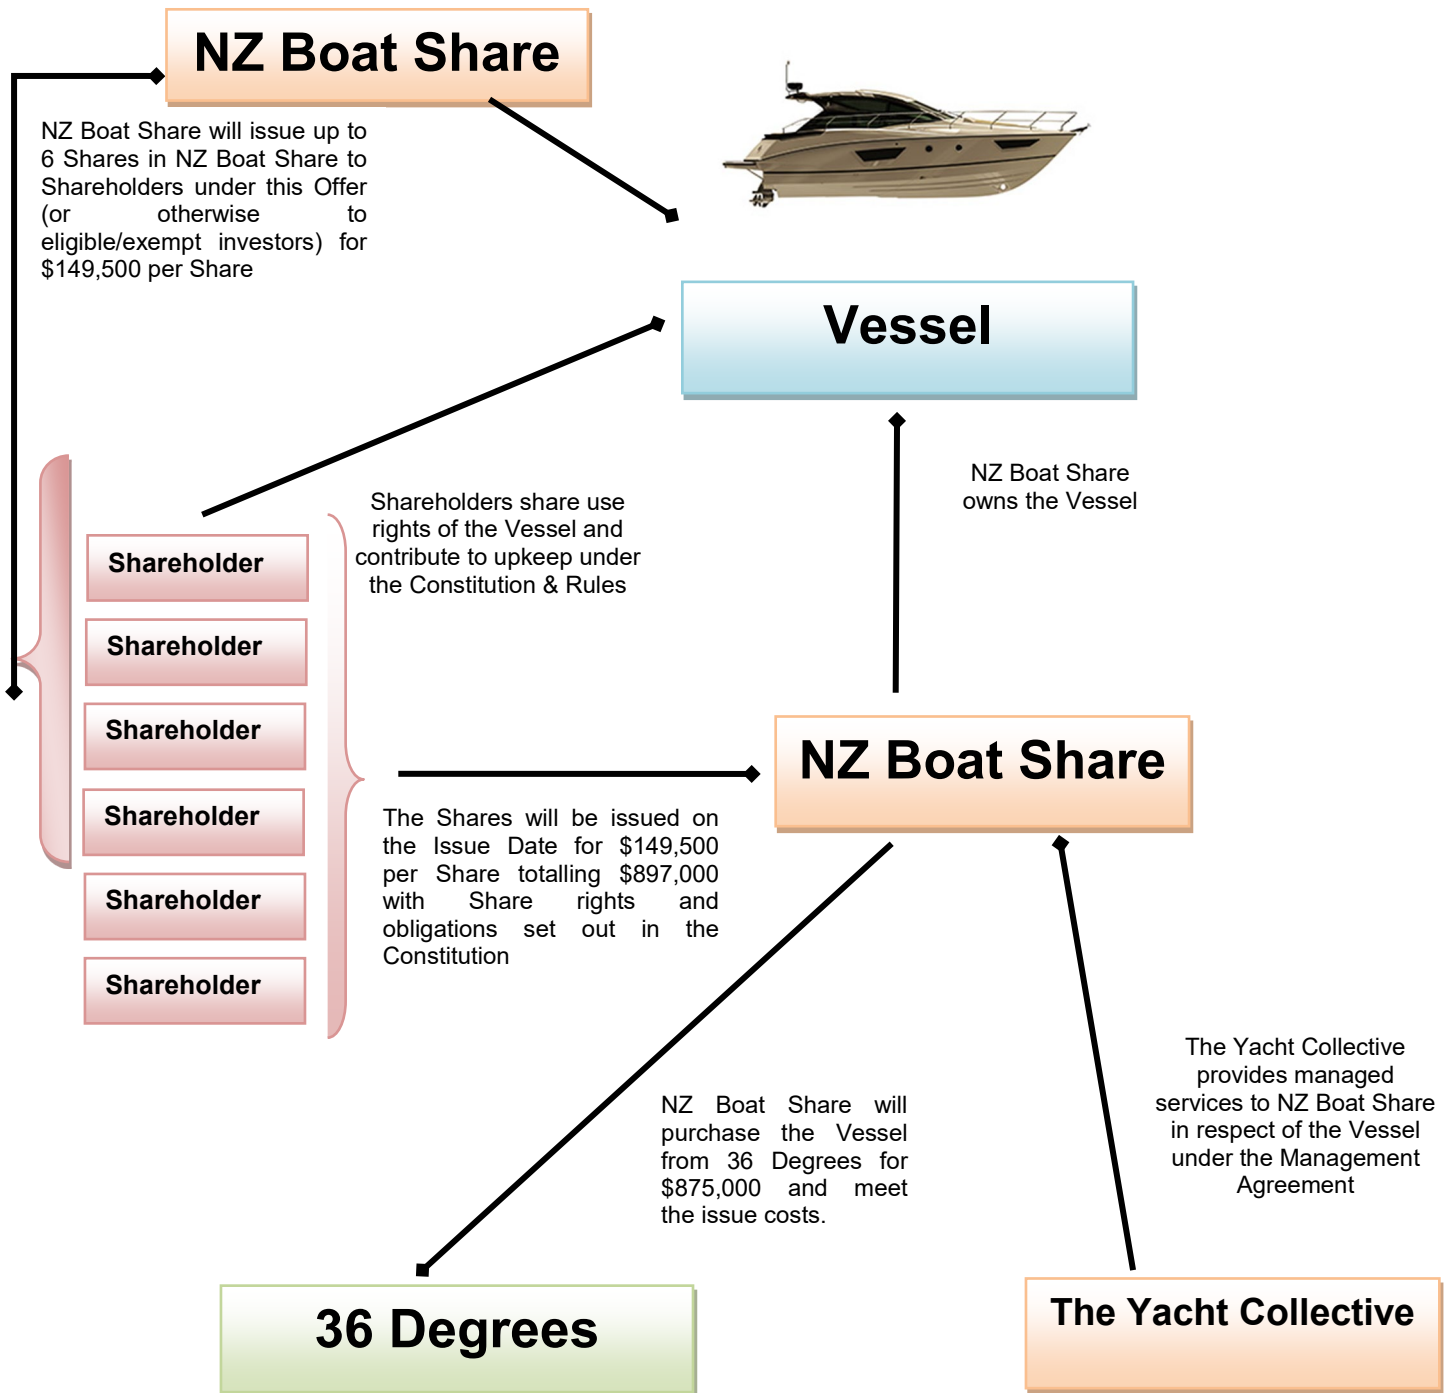 NZ Boat Share
NZ Boat Share will issue up to
6 Shares in NZ Boat Share to
Shareholders under this Offer
(or otherwise to
eligible/exempt investors) for
$149,500 per Share
Vessel
NZ Boat Share
owns the Vessel
Shareholders share use
rights of the Vessel and
contribute to upkeep under
the Constitution & Rules
Shareholder
Shareholder
Shareholder
Shareholder
Shareholder
Shareholder
NZ Boat Share
The Shares will be issued on
the Issue Date for $149,500
per Share totalling $897,000
with Share rights and
obligations set out in the
Constitution
NZ Boat Share will
purchase the Vessel
from 36 Degrees for
$875,000 and meet
the issue costs.
The Yacht Collective
provides managed
services to NZ Boat Share
in respect of the Vessel
under the Management
Agreement
36 Degrees
The Yacht Collective